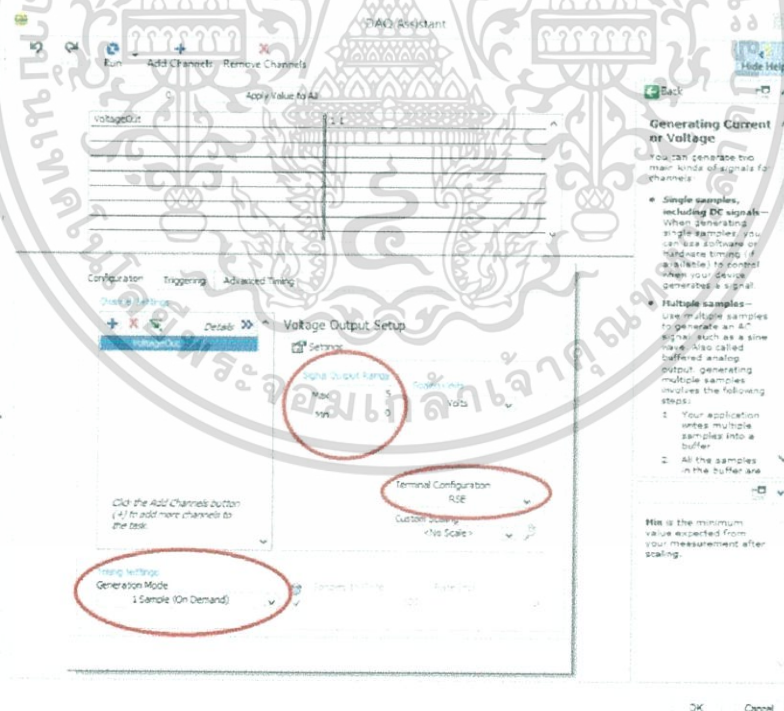 DAQ Assistant
Run
Add Channels
Remove Channels
Hide Help
0
Apply Value to All
VoltageOut
1.1
Back
Generating Current
or Voltage
You can generate two
main kinds of signals for
channels
• Single samples,
including DC signals—
When generating
single samples, you
can use software or
hardware timing (if
available) to control
when your device
generates a signal.
• Multiple samples—
Use multiple samples
to generate an AC
signal such as a sine
wave. Also called
buffered analog
output, generating
multiple samples
involves the following
steps:
1 Your application
writes multiple
samples into a
buffer
2 All the samples
in the buffer are
Configuration
Triggering
Advanced Timing
Channel Settings
Details
VoltageOut
Click the Add Channels button
(+) to add more channels to
the task.
Voltage Output Setup
Settings
Signal Output Range
Max 5
Min 0
Scaled Units
Volts
Terminal Configuration
RSE
Custom Scaling
<No Scale>
Timing Settings
Generation Mode
1 Sample (On Demand)
Min is the minimum
value expected from
your measurement after
scaling.
OK
Cancel